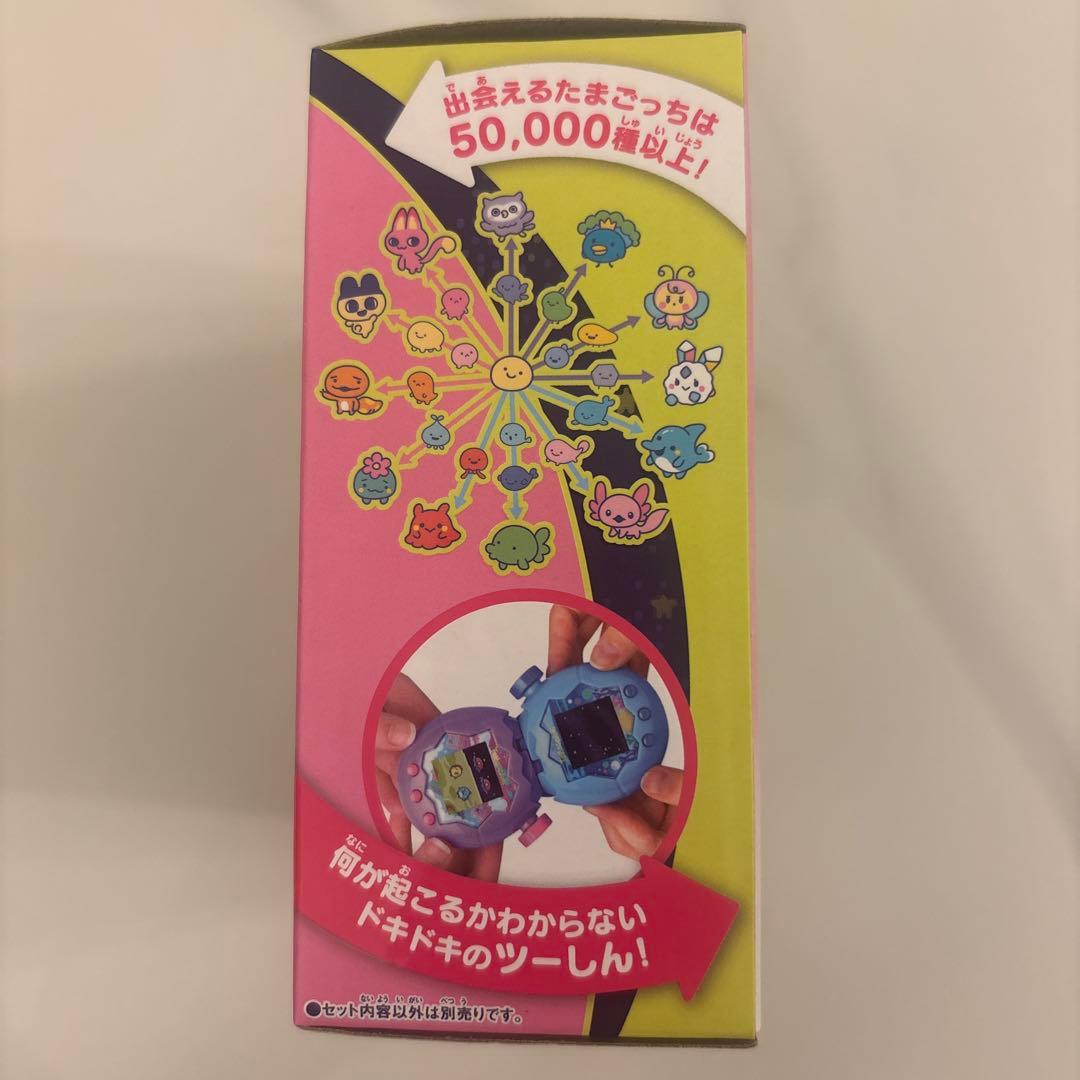 出会えるたまごっちは
50,000種以上!
何が起こるかわからない
ドキドキのツーしん!
●セット内容以外は別売りです。